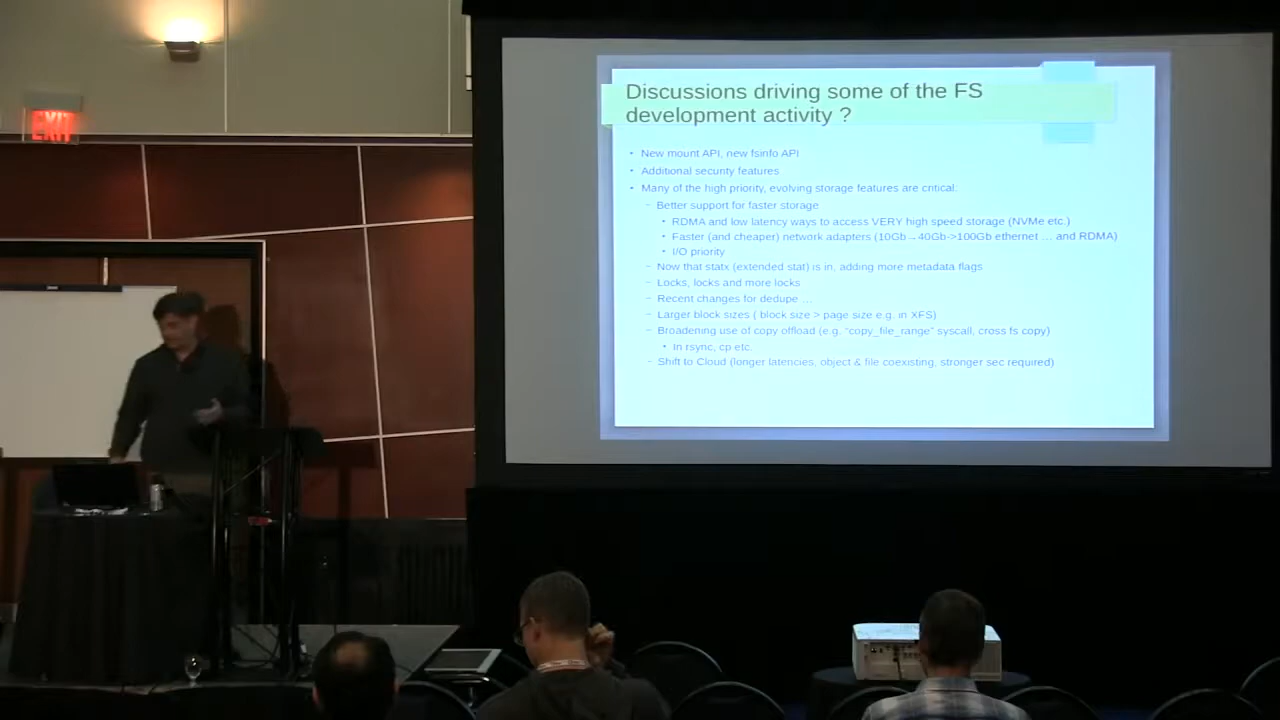 EXIT
Discussions driving some of the FS
development activity ?
• New mount API, new fsinfo API
• Additional security features
• Many of the high priority, evolving storage features are critical.
– Better support for faster storage
• RDMA and low latency ways to access VERY high speed storage (NVMe etc.)
• Faster (and cheaper) network adapters (10Gb→40Gb->100Gb ethernet … and RDMA)
• I/O priority
– Now that statx (extended stat) is in, adding more metadata flags
– Locks, locks and more locks
– Recent changes for dedupe …
– Larger block sizes ( block size > page size e.g. in XFS)
– Broadening use of copy offload (e.g. “copy_file_range” syscall, cross fs copy)
• In rsync, cp etc.
– Shift to Cloud (longer latencies, object & file coexisting, stronger sec required)